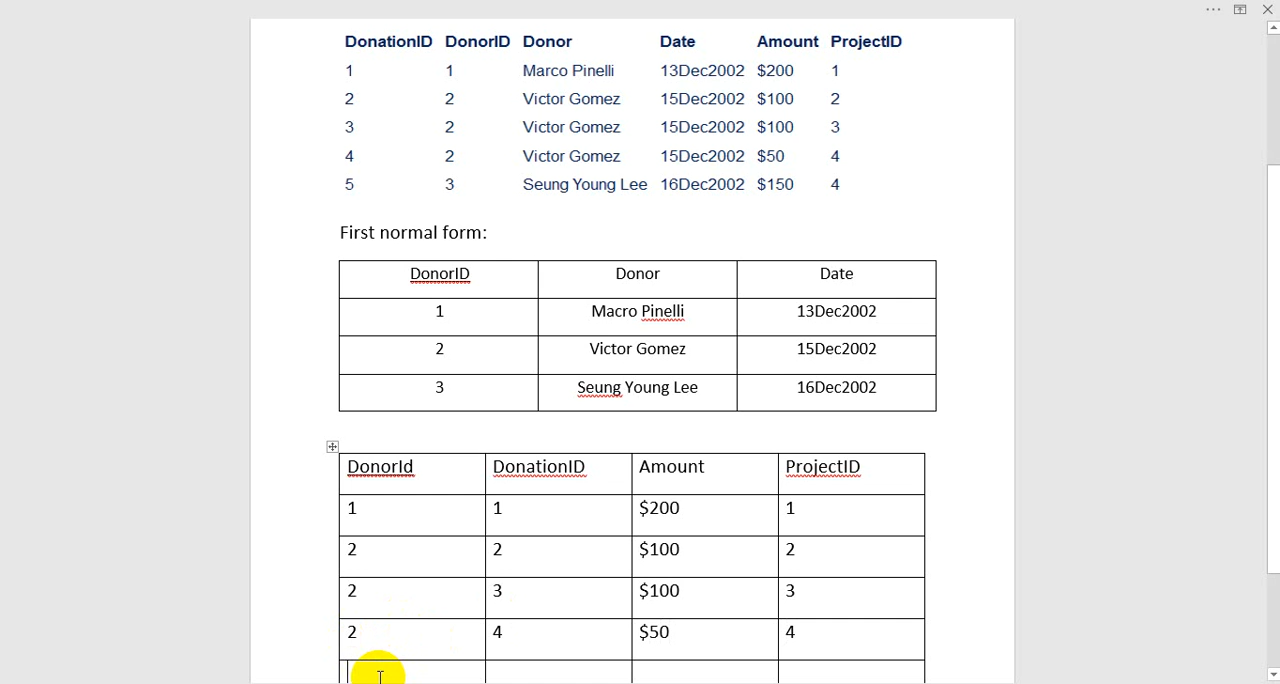 DonationID DonorID Donor Date Amount ProjectID
1 1 Marco Pinelli 13Dec2002 $200 1
2 2 Victor Gomez 15Dec2002 $100 2
3 2 Victor Gomez 15Dec2002 $100 3
4 2 Victor Gomez 15Dec2002 $50 4
5 3 Seung Young Lee 16Dec2002 $150 4
First normal form:
DonorID Donor Date
1 Macro Pinelli 13Dec2002
2 Victor Gomez 15Dec2002
3 Seung Young Lee 16Dec2002
DonorId DonationID Amount ProjectID
1 1 $200 1
2 2 $100 2
2 3 $100 3
2 4 $50 4